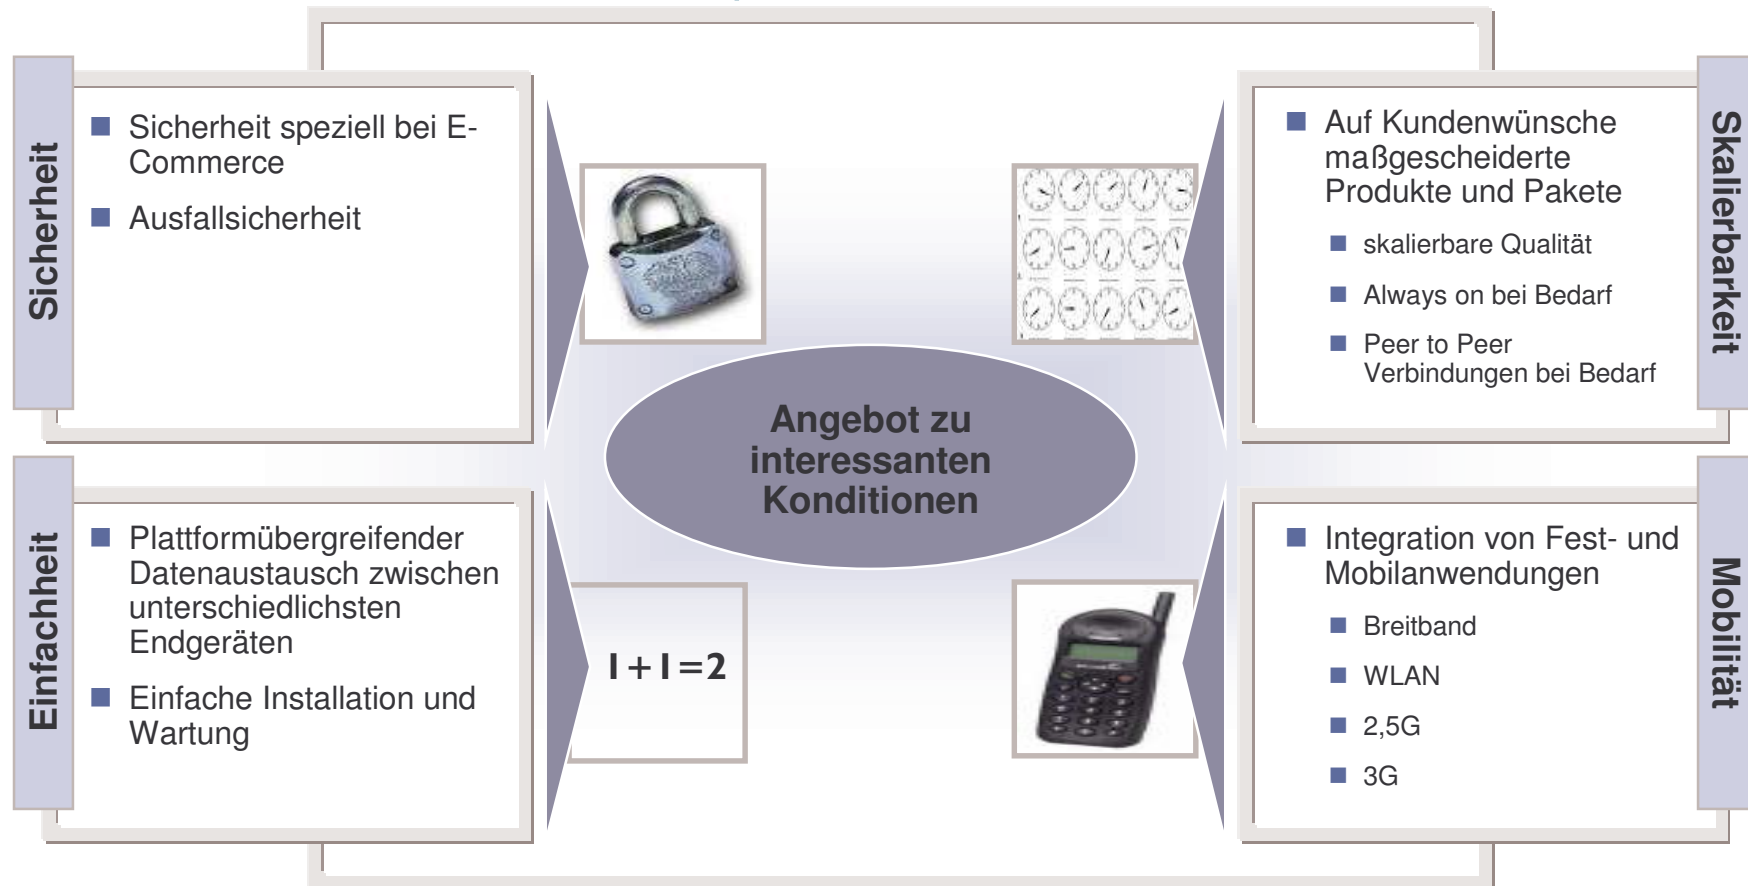 Sicherheit
Sicherheit speziell bei E-
Commerce
Ausfallsicherheit
Skalierbarkeit
Auf Kundenwünsche
maßgescheiderte
Produkte und Pakete
skalierbare Qualität
Always on bei Bedarf
Peer to Peer
Verbindungen bei Bedarf
Angebot zu
interessanten
Konditionen
Einfachheit
Plattformübergreifender
Datenaustausch zwischen
unterschiedlichsten
Endgeräten
Einfache Installation und
Wartung
1+1=2
Mobilität
Integration von Fest- und
Mobilanwendungen
Breitband
WLAN
2,5G
3G